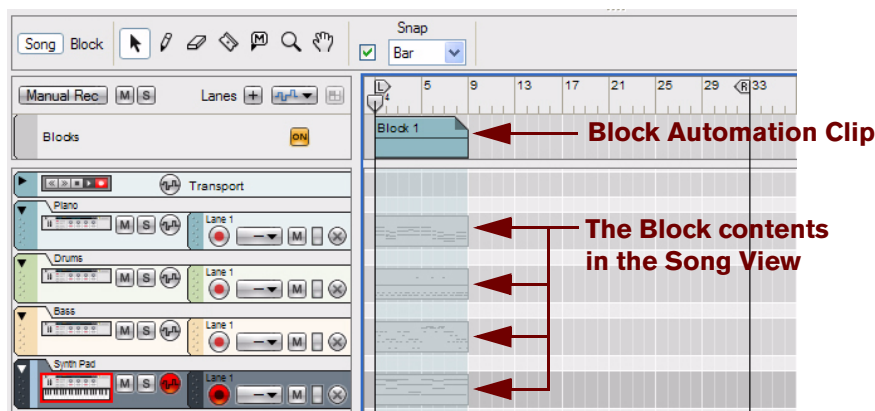 Snap
Song Block Bar
L 5 9 13 17 21 25 29 R 33
4
Manual Rec M S Lanes +
Blocks ON Block 1 Block Automation Clip
Transport
Piano
M S Lane 1 M
The Block contents
in the Song View
Drums
M S Lane 1 M
Bass
M S Lane 1 M
Synth Pad
M S Lane 1 M